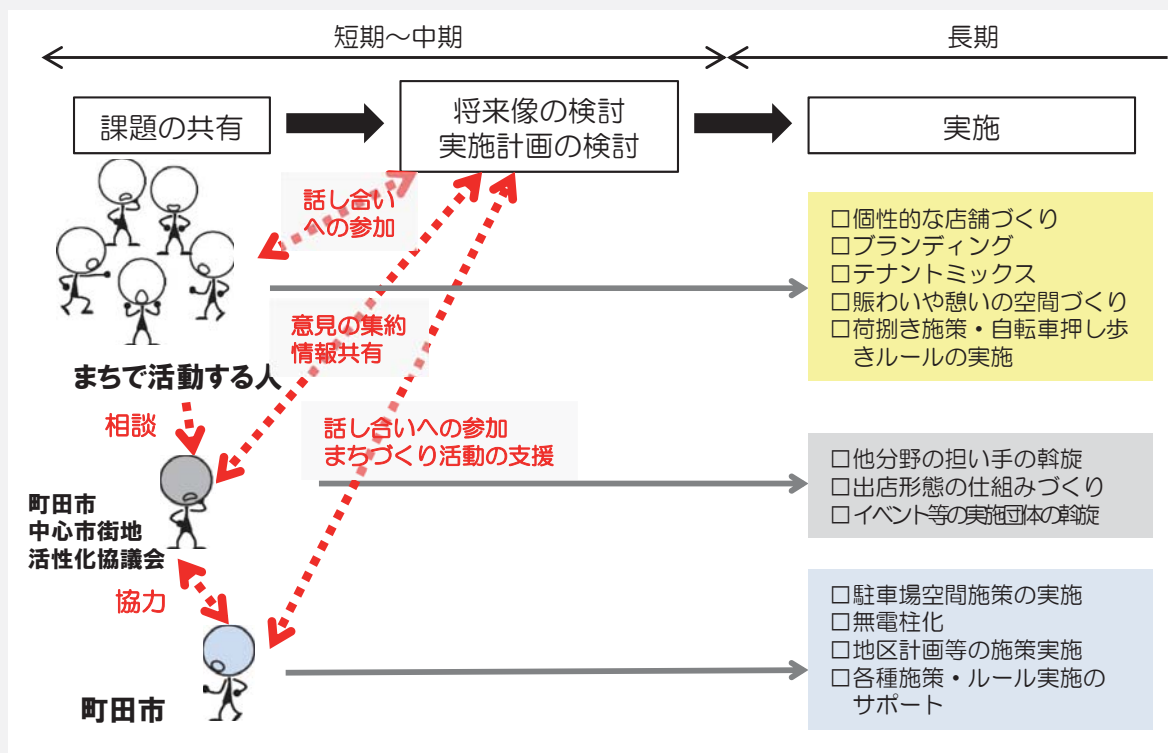 短期～中期
長期
課題の共有
将来像の検討
実施計画の検討
実施
話し合い
への参加
□個性的な店舗づくり
□ブランディング
□テナントミックス
□賑わいや憩いの空間づくり
□荷捌き施策・自転車押し歩
きルールの実施
意見の集約
情報共有
まちで活動する人
相談
話し合いへの参加
まちづくり活動の支援
□他分野の担い手の斡旋
□出店形態の仕組みづくり
□イベント等の実施団体の斡旋
町田市
中心市街地
活性化協議会
協力
□駐車場空間施策の実施
□無電柱化
□地区計画等の施策実施
□各種施策・ルール実施の
サポート
町田市